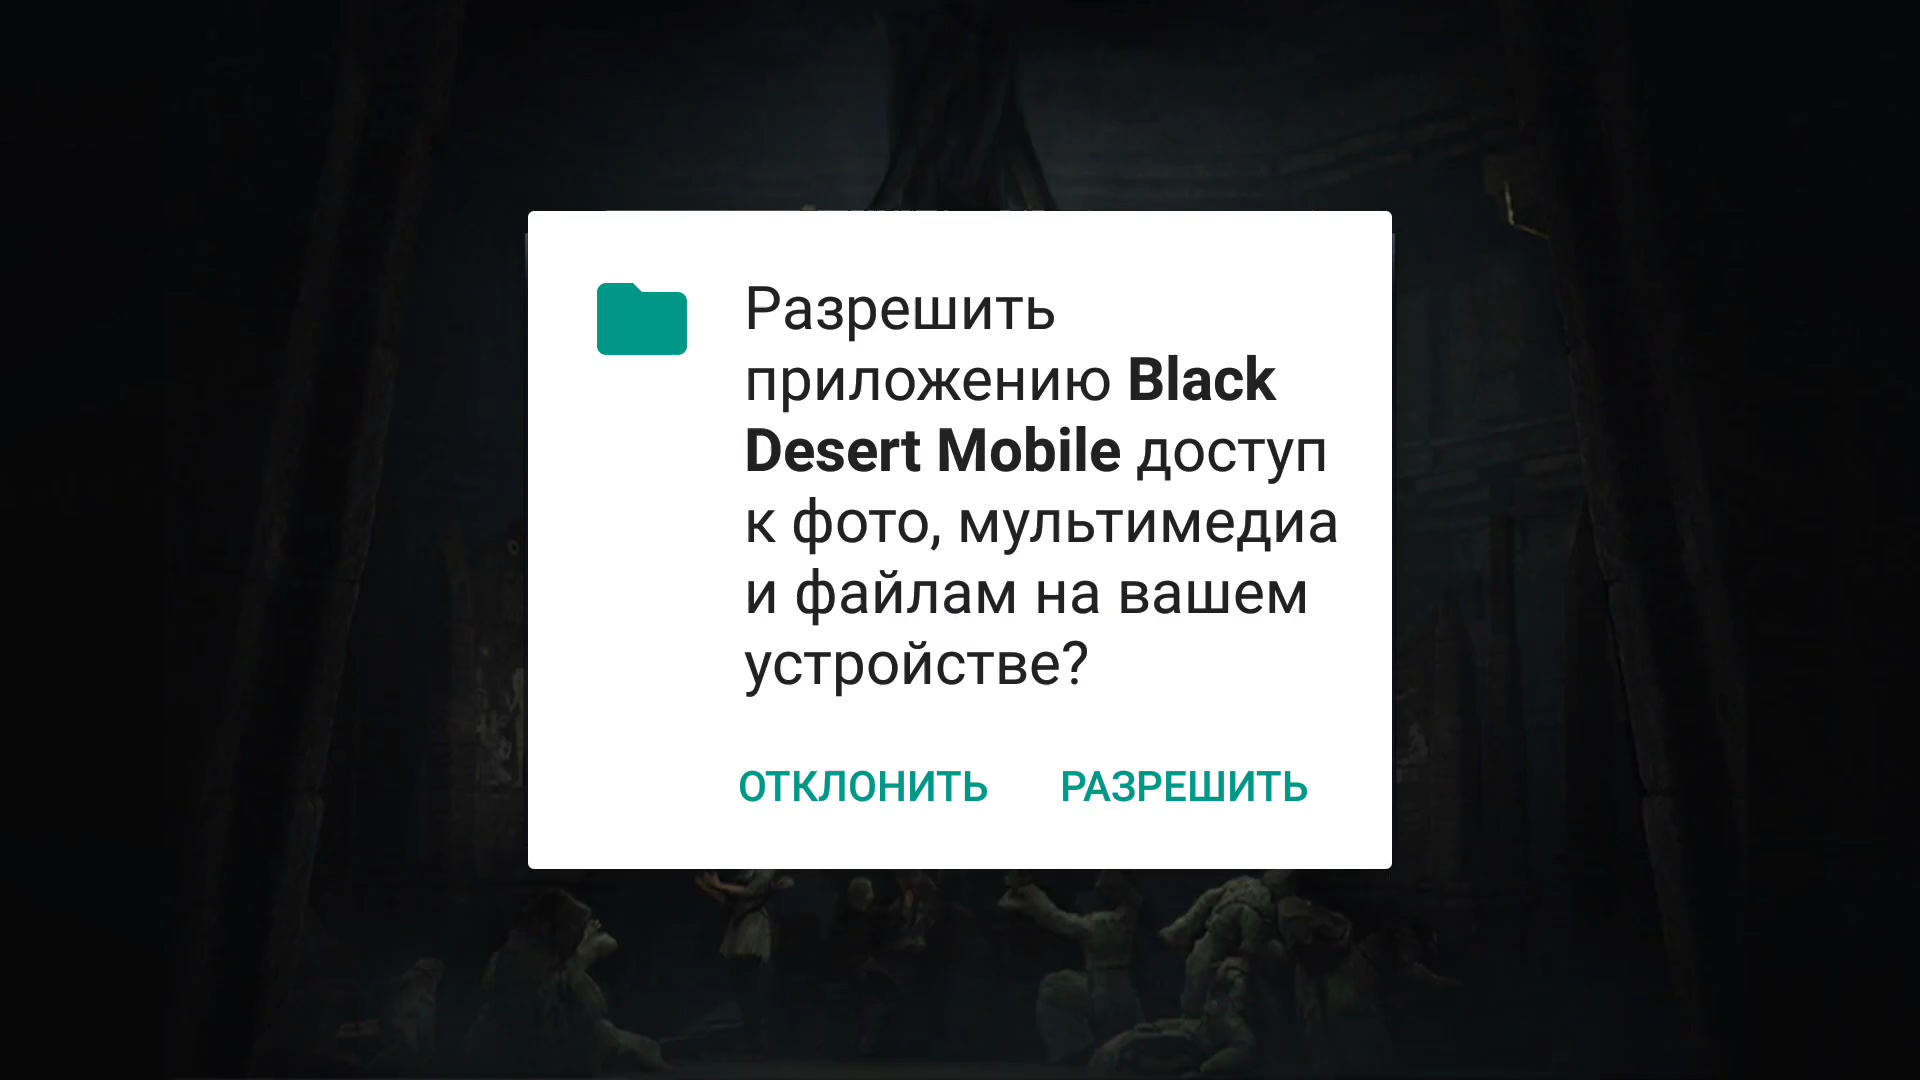 Разрешить
приложению Black
Desert Mobile доступ
к фото, мультимедиа
и файлам на вашем
устройстве?
ОТКЛОНИТЬ РАЗРЕШИТЬ